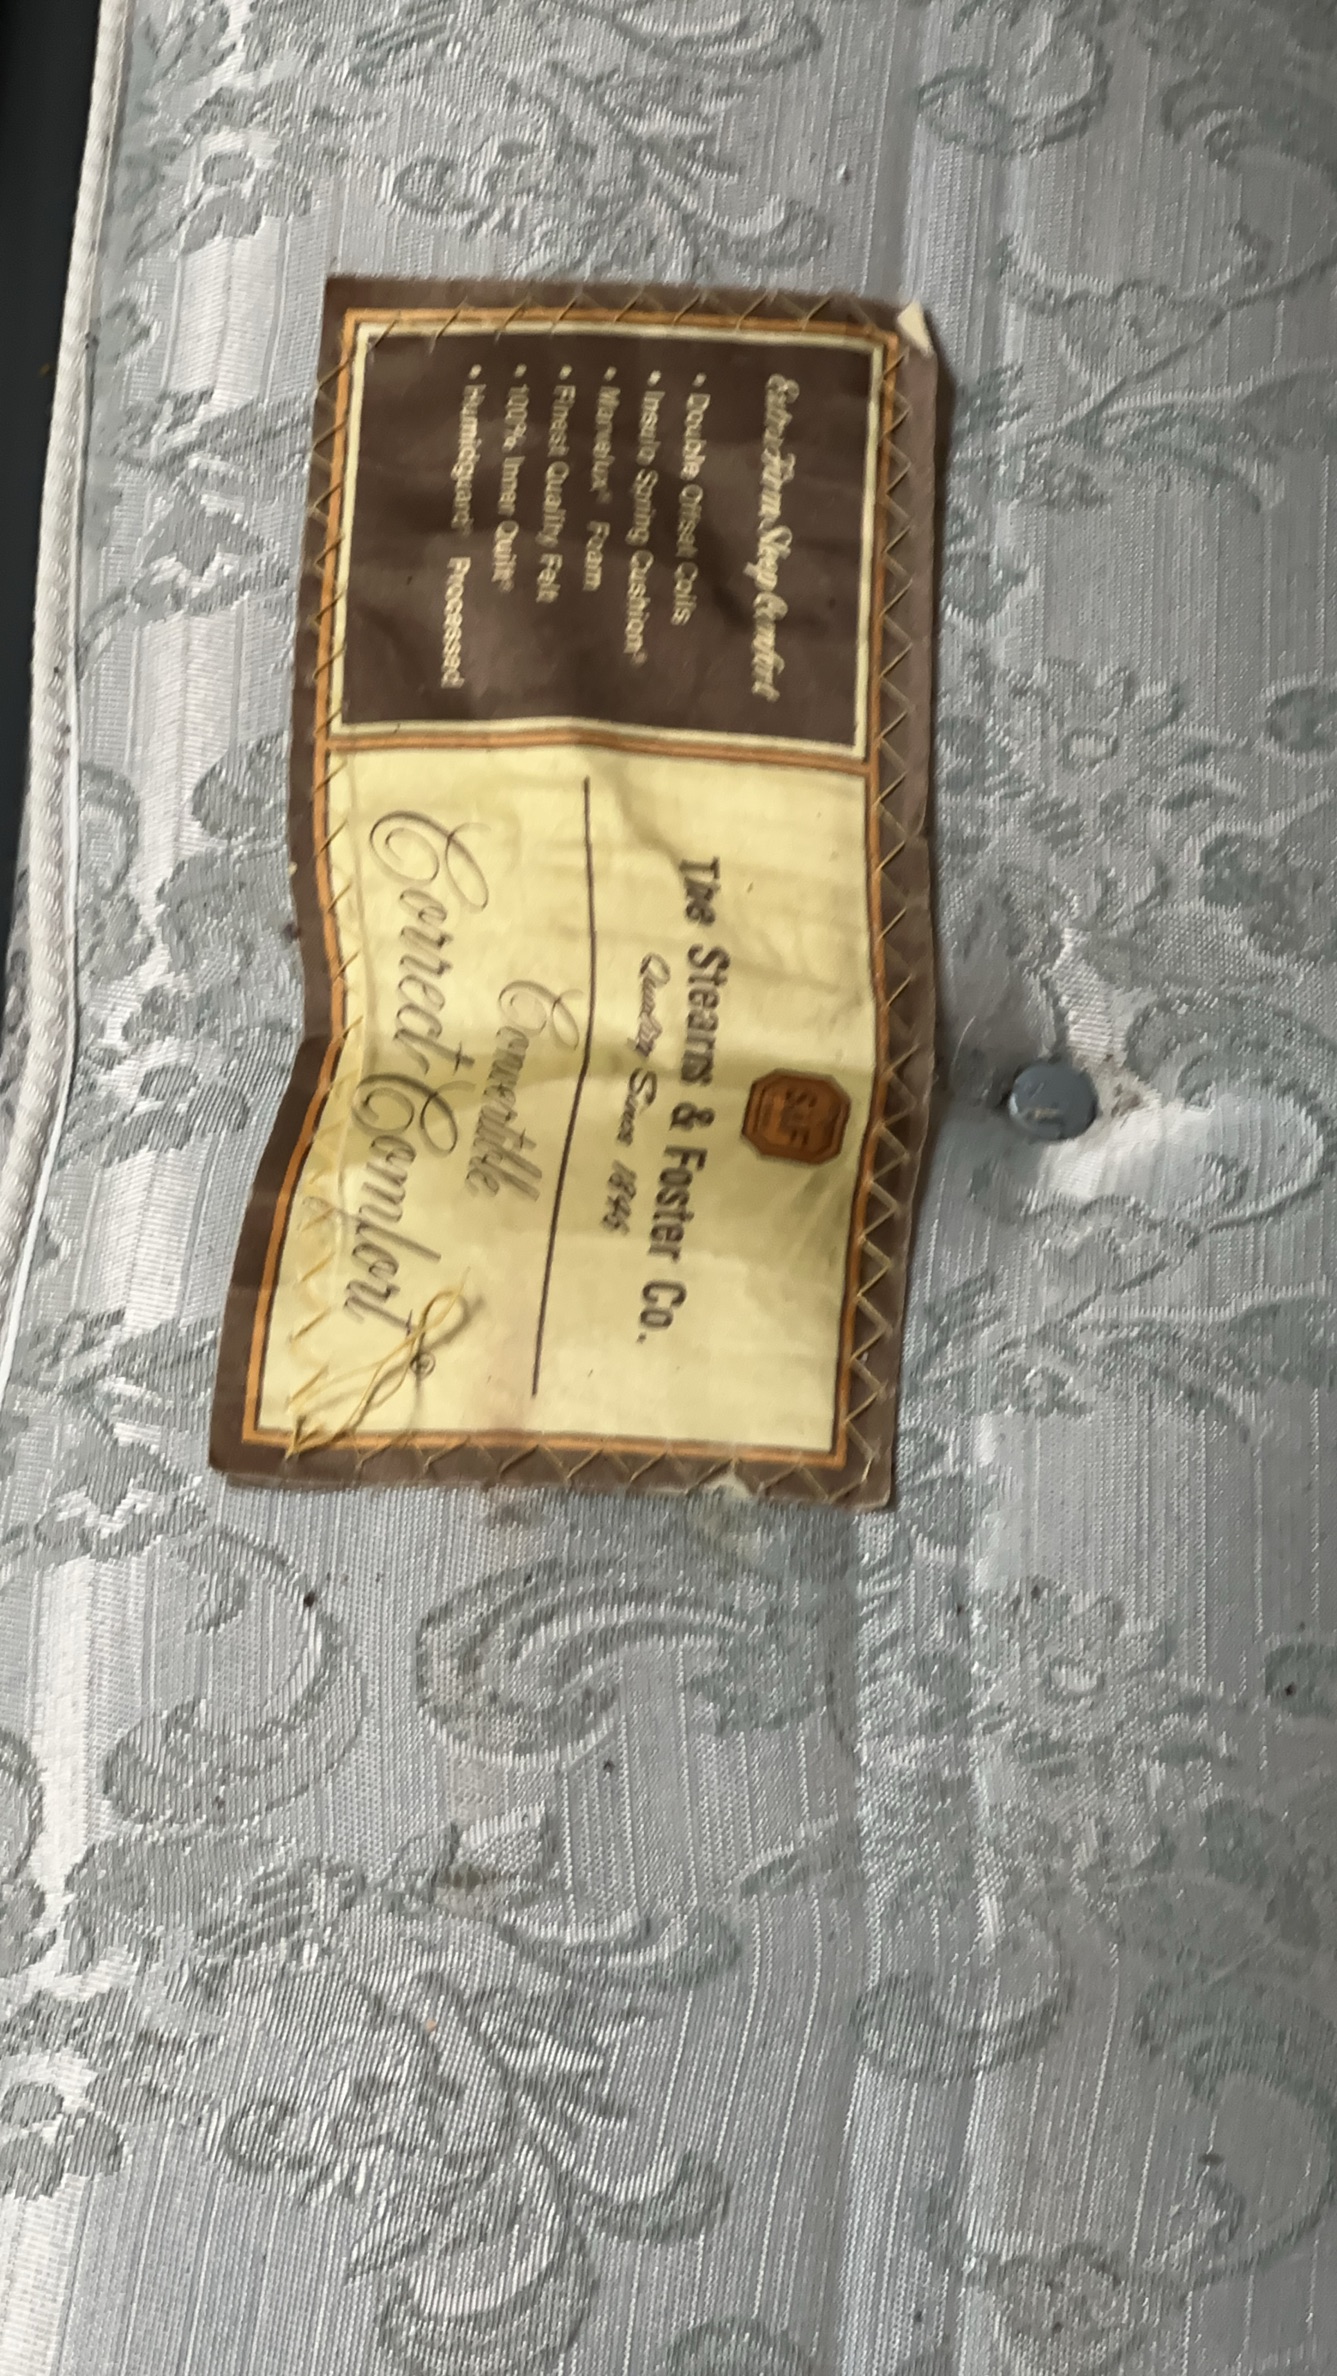 Extra Firm Sleep Comfort
• Double Offset Coils
• Insulo Spring Cushion®
• Marvelux® Foam
• Finest Quality Felt
• 100% Inner Quilt®
• Humidguard Processed
S&F
The Stearns & Foster Co.
Quality Since 1846
Convertible
Correct Comfort®